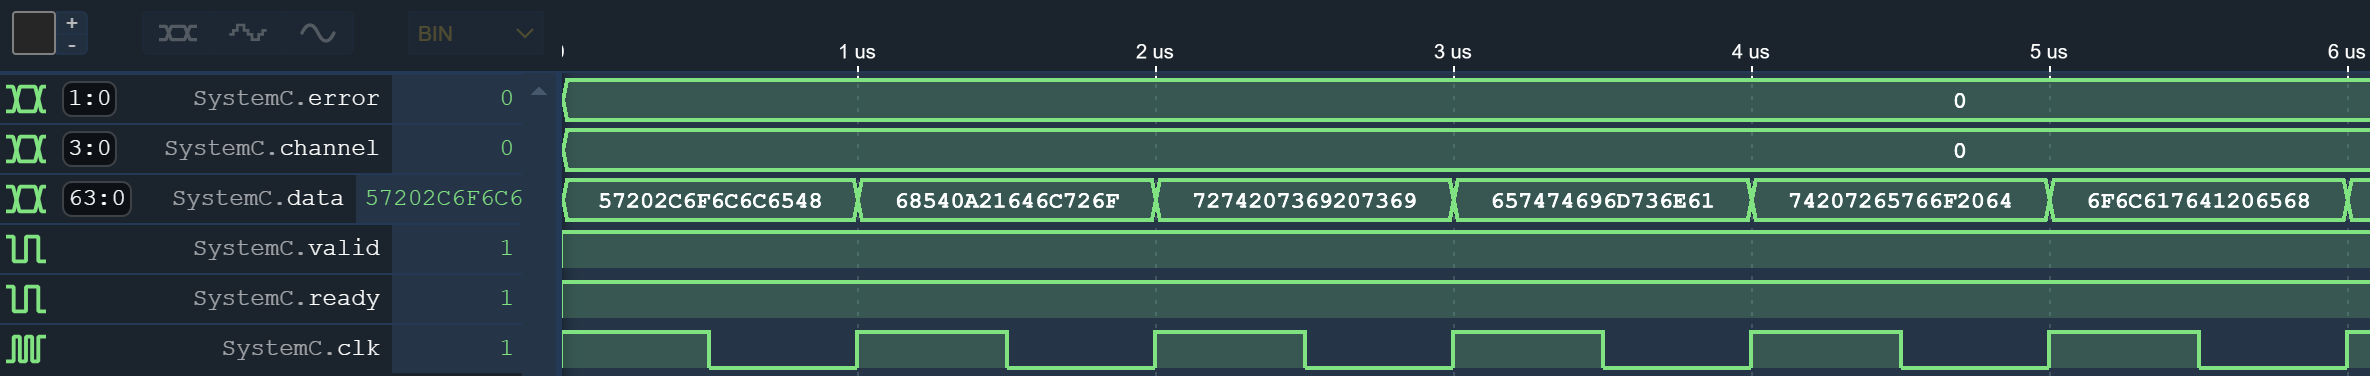 +
-
BIN
0 1 us 2 us 3 us 4 us 5 us 6 us
1:0 SystemC.error 0 0
3:0 SystemC.channel 0 0
63:0 SystemC.data 57202C6F6C6 57202C6F6C6C6548 68540A21646C726F 7274207369207369 657474696D736E61 74207265766F2064 6F6C617641206568
SystemC.valid 1
SystemC.ready 1
SystemC.clk 1